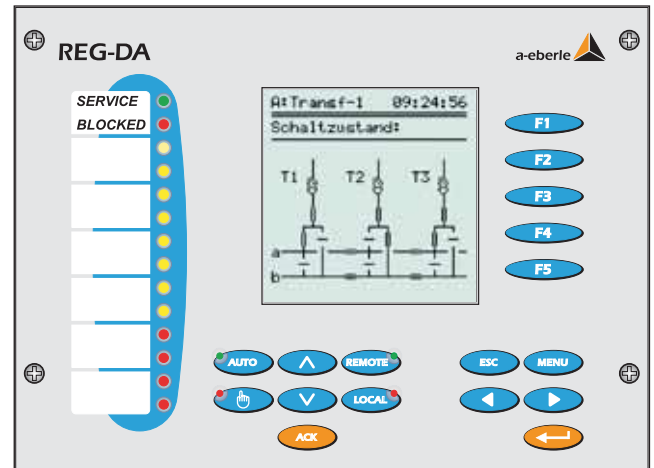 REG-DA
a-eberle
SERVICE
BLOCKED
A:Transf-1 09:24:56
Schaltzustand:
T1 T2 T3
a
b
F1
F2
F3
F4
F5
AUTO
REMOTE
ESC
MENU
LOCAL
ACK